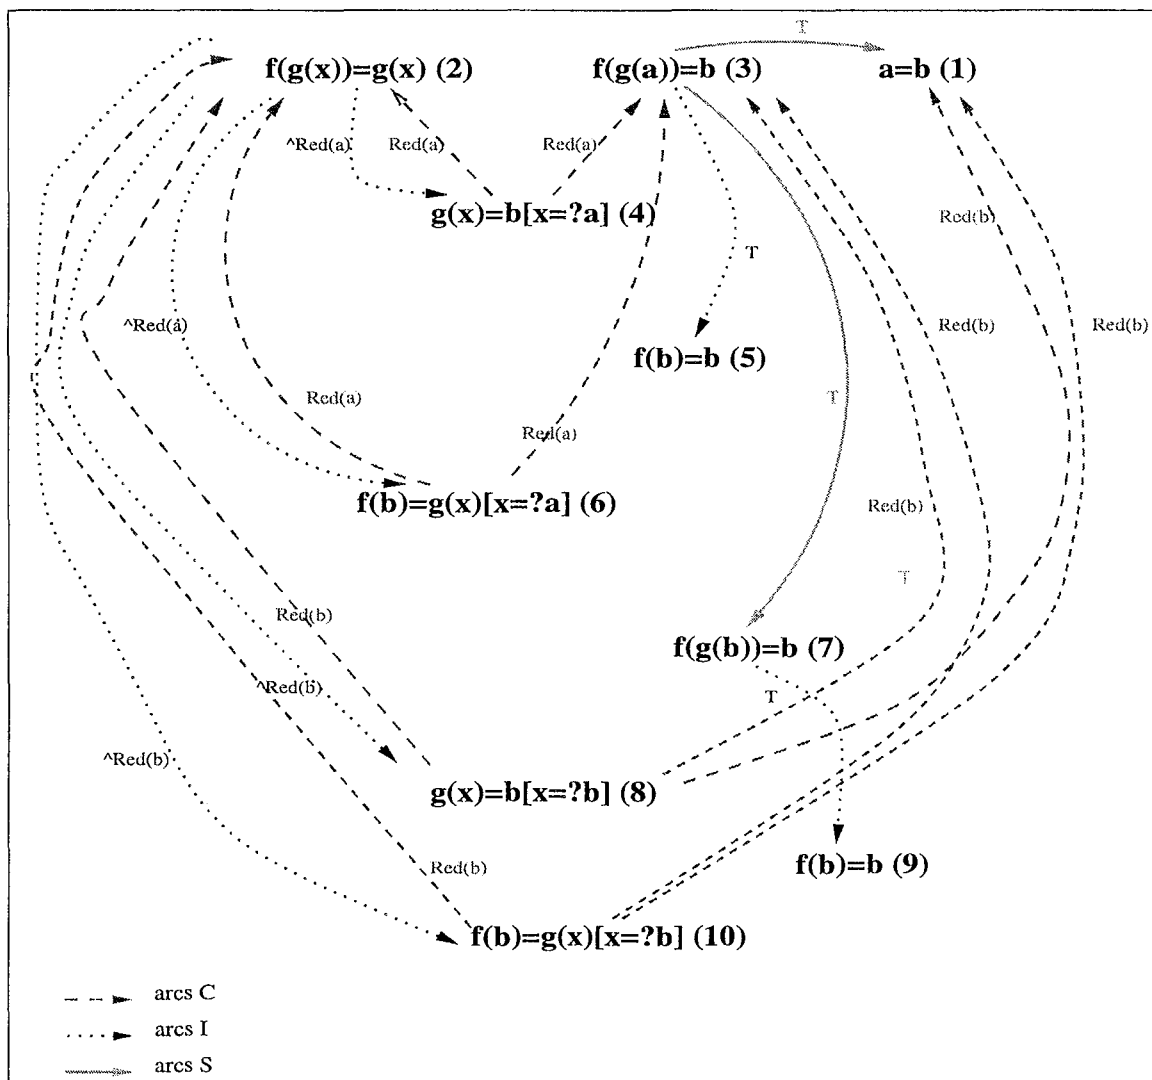 T
f(g(x))=g(x) (2)
f(g(a))=b (3)
a=b (1)
^Red(a)
Red(a)
Red(a)
g(x)=b[x=?a] (4)
Red(b)
T
^Red(a)
Red(b)
Red(b)
f(b)=b (5)
Red(a)
T
Red(a)
f(b)=g(x)[x=?a] (6)
Red(b)
T
Red(b)
f(g(b))=b (7)
^Red(b)
T
^Red(b)
g(x)=b[x=?b] (8)
Red(b)
f(b)=b (9)
f(b)=g(x)[x=?b] (10)
arcs C
arcs I
arcs S